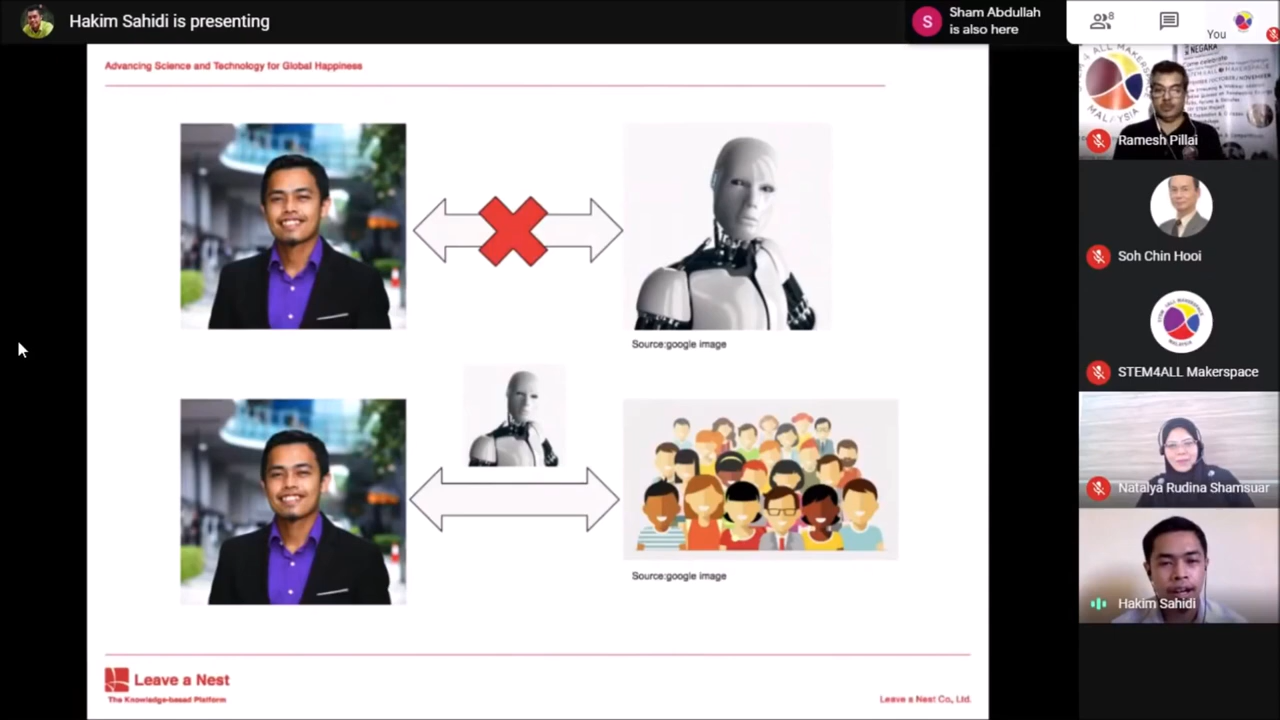 Hakim Sahidi is presenting
Sham Abdullah
is also here
S
8
You
Advancing Science and Technology for Global Happiness
Source:google image
Source:google image
Leave a Nest
The Knowledge-based Platform
Leave a Nest Co., Ltd.
NEGARA
MALAYSIA
Ramesh Pillai
Soh Chin Hooi
STEM4ALL Makerspace
Natalya Rudina Shamsuar
Hakim Sahidi